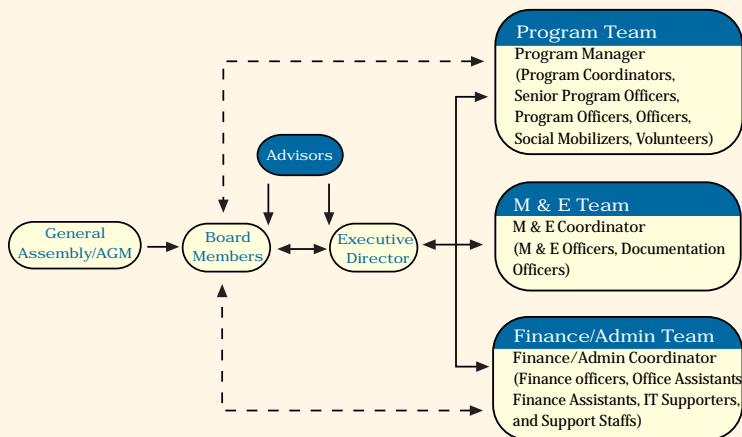 General
Assembly/AGM
Board
Members
Advisors
Executive
Director
Program Team
Program Manager
(Program Coordinators,
Senior Program Officers,
Program Officers, Officers,
Social Mobilizers, Volunteers)
M & E Team
M & E Coordinator
(M & E Officers, Documentation
Officers)
Finance/Admin Team
Finance/Admin Coordinator
(Finance officers, Office Assistants
Finance Assistants, IT Supporters,
and Support Staffs)